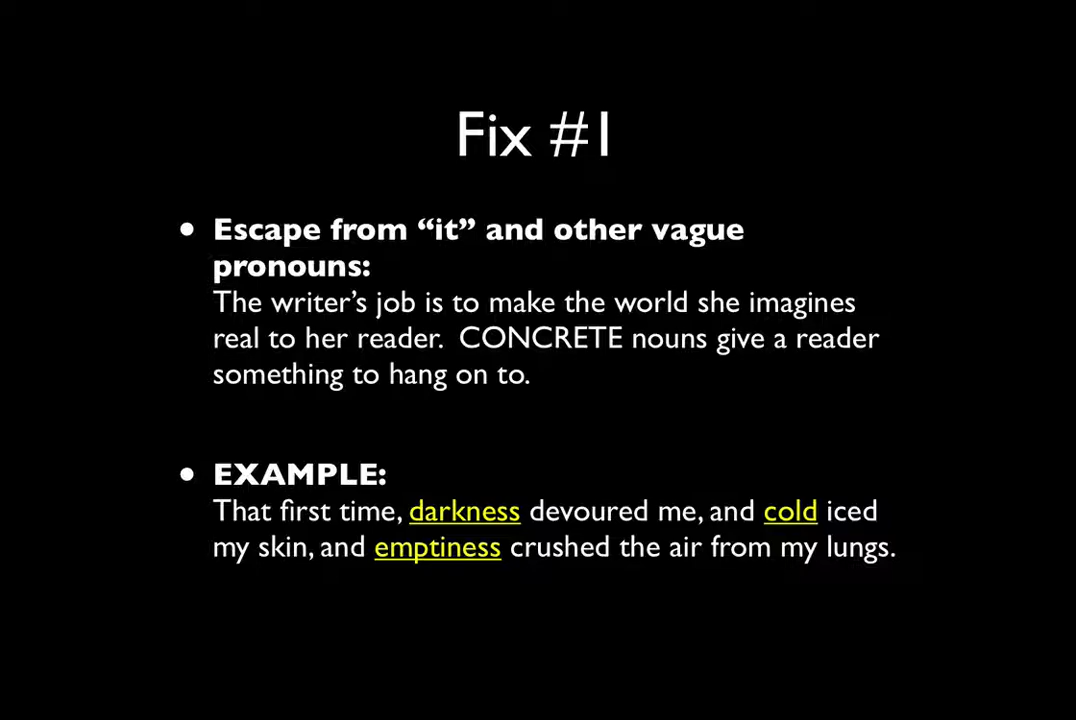 Fix #1
• Escape from “it” and other vague
pronouns:
The writer’s job is to make the world she imagines
real to her reader.  CONCRETE nouns give a reader
something to hang on to.
• EXAMPLE:
That first time, darkness devoured me, and cold iced
my skin, and emptiness crushed the air from my lungs.